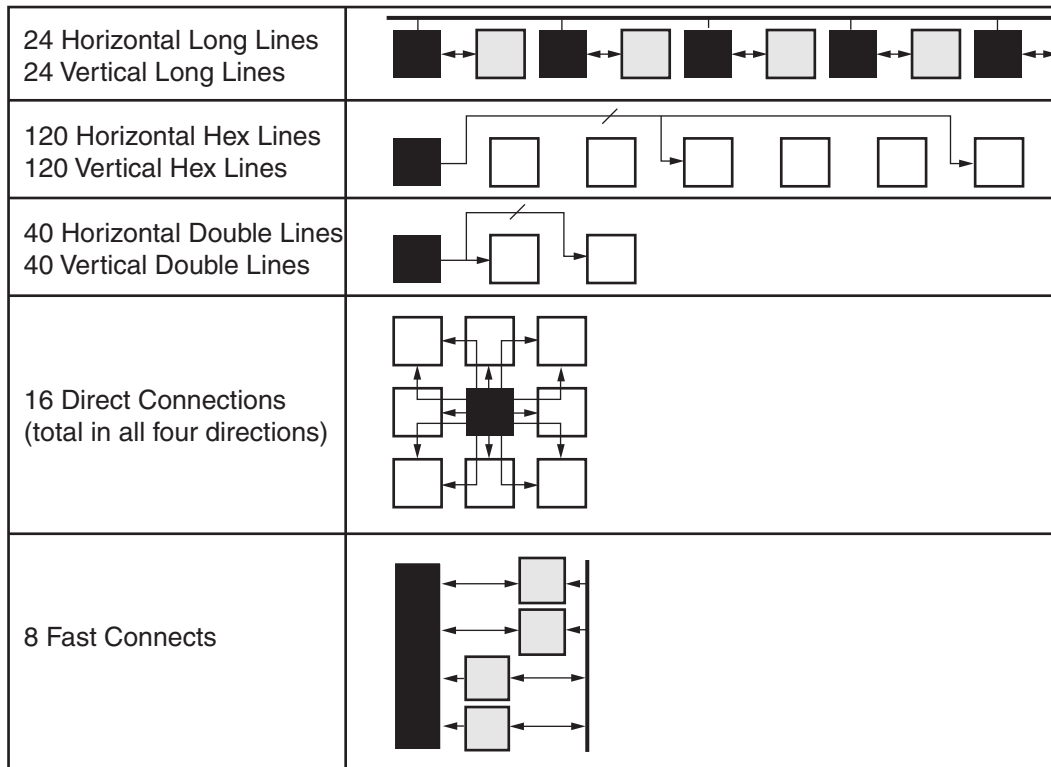 24 Horizontal Long Lines
24 Vertical Long Lines
120 Horizontal Hex Lines
120 Vertical Hex Lines
40 Horizontal Double Lines
40 Vertical Double Lines
16 Direct Connections
(total in all four directions)
8 Fast Connects